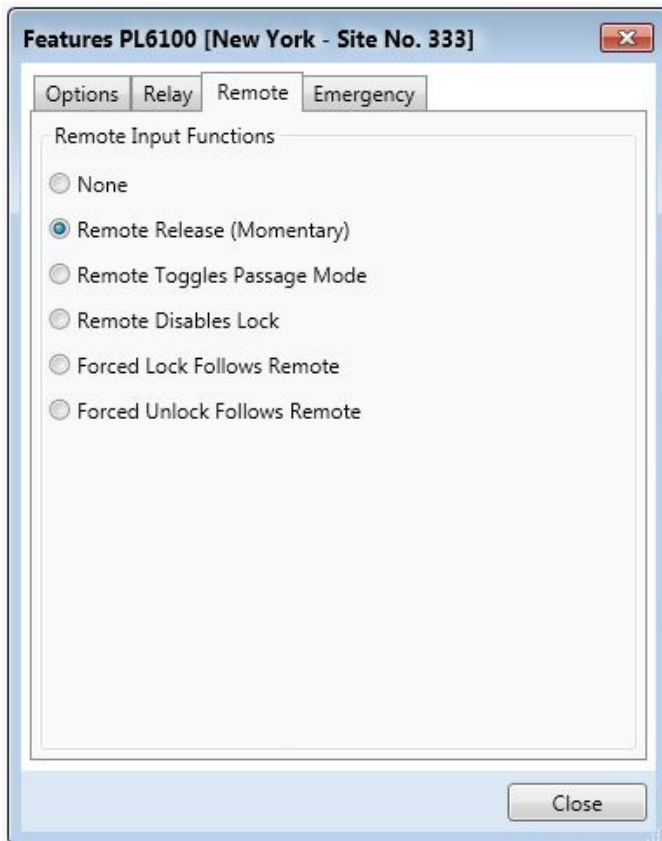 Features PL6100 [New York - Site No. 333]
Options Relay Remote Emergency
Remote Input Functions
None
Remote Release (Momentary)
Remote Toggles Passage Mode
Remote Disables Lock
Forced Lock Follows Remote
Forced Unlock Follows Remote
Close